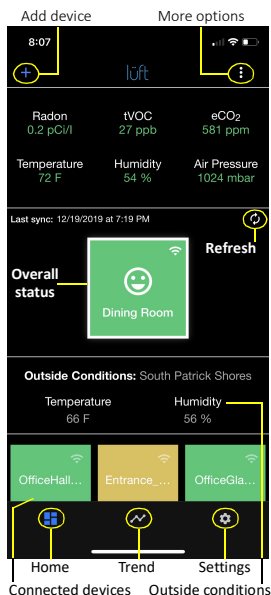 Add device More options
8:07
lüft
Radon tVOC eCO₂
0.2 pCi/l 27 ppb 581 ppm
Temperature Humidity Air Pressure
72 F 54 % 1024 mbar
Last sync: 12/19/2019 at 7:19 PM
Refresh
Overall
status
Dining Room
Outside Conditions: South Patrick Shores
Temperature Humidity
66 F 56 %
OfficeHall... Entrance_... OfficeGla...
Home Trend Settings
Connected devices Outside conditions